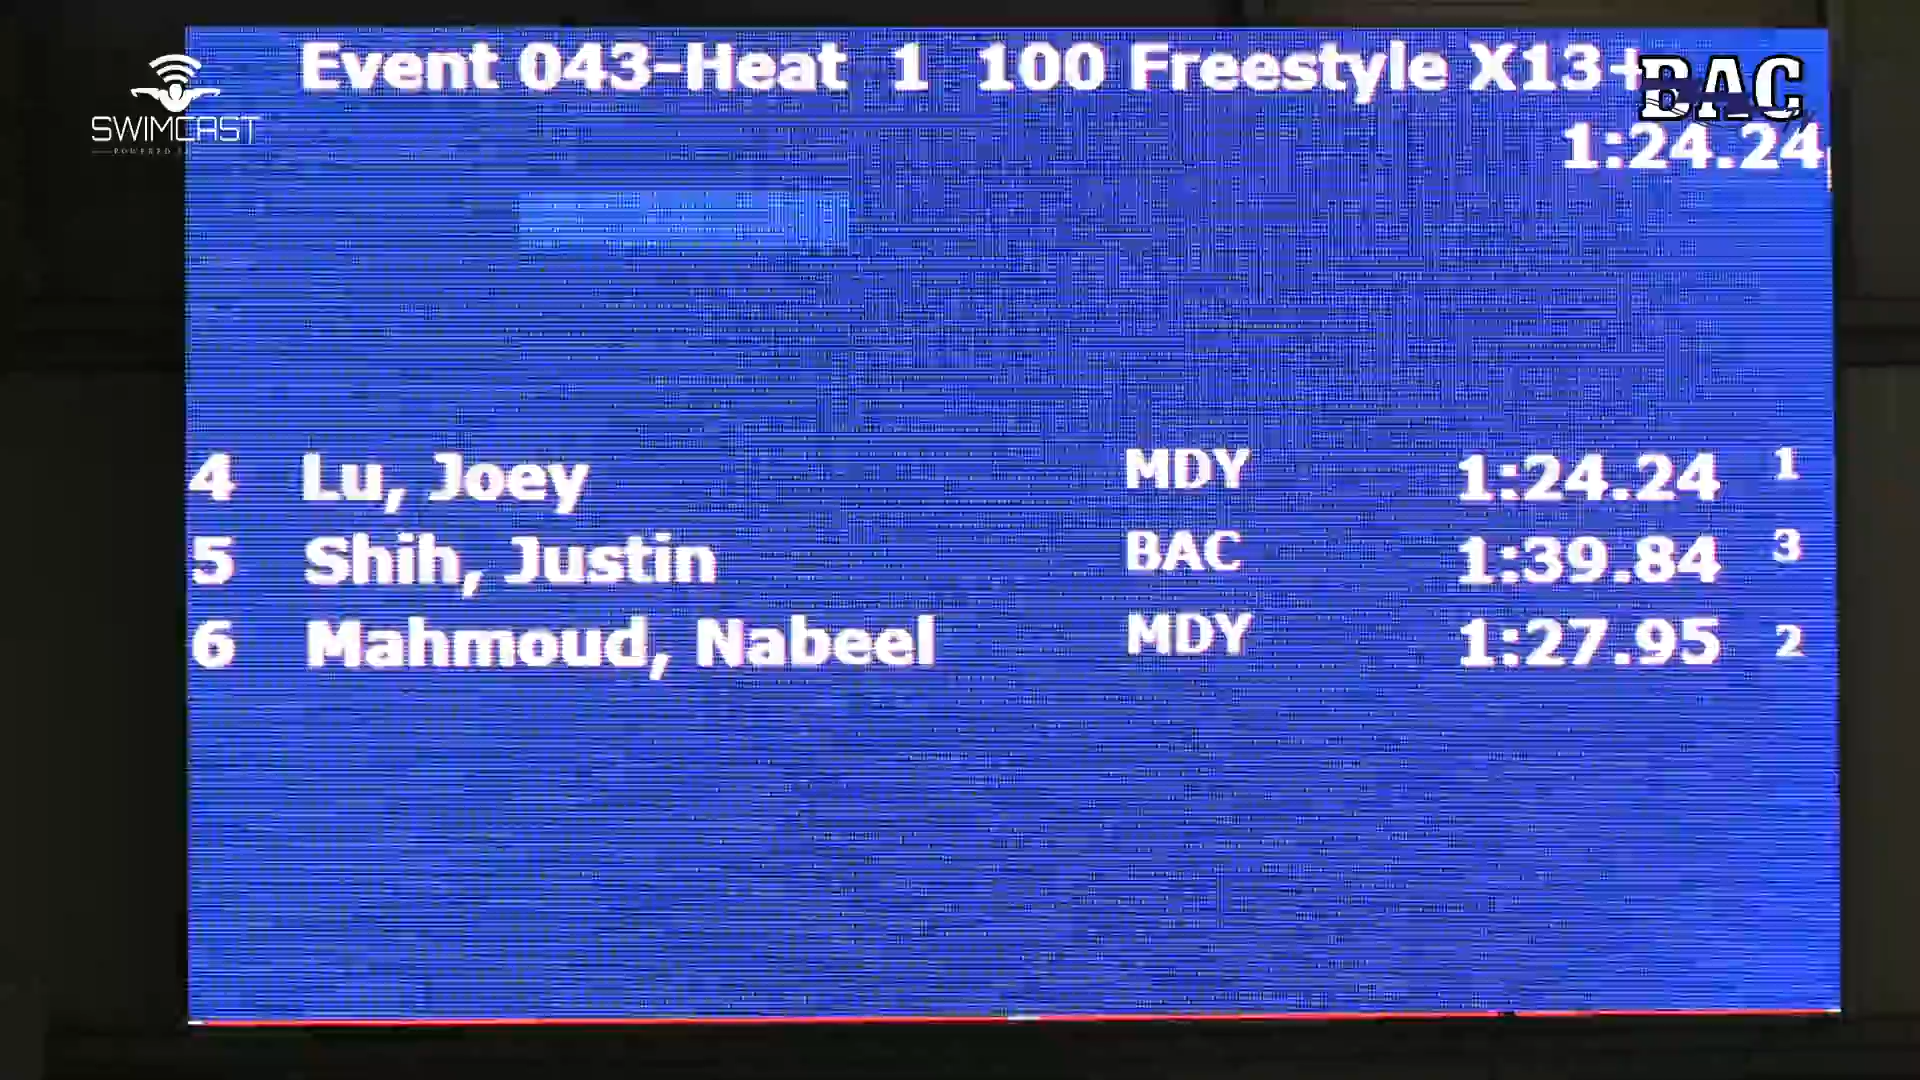 Event 043-Heat 1 100 Freestyle X13+
BAC
SWIMCAST
POWERED
1:24.24
4 Lu, Joey MDY 1:24.24 1
5 Shih, Justin BAC 1:39.84 3
6 Mahmoud, Nabeel MDY 1:27.95 2